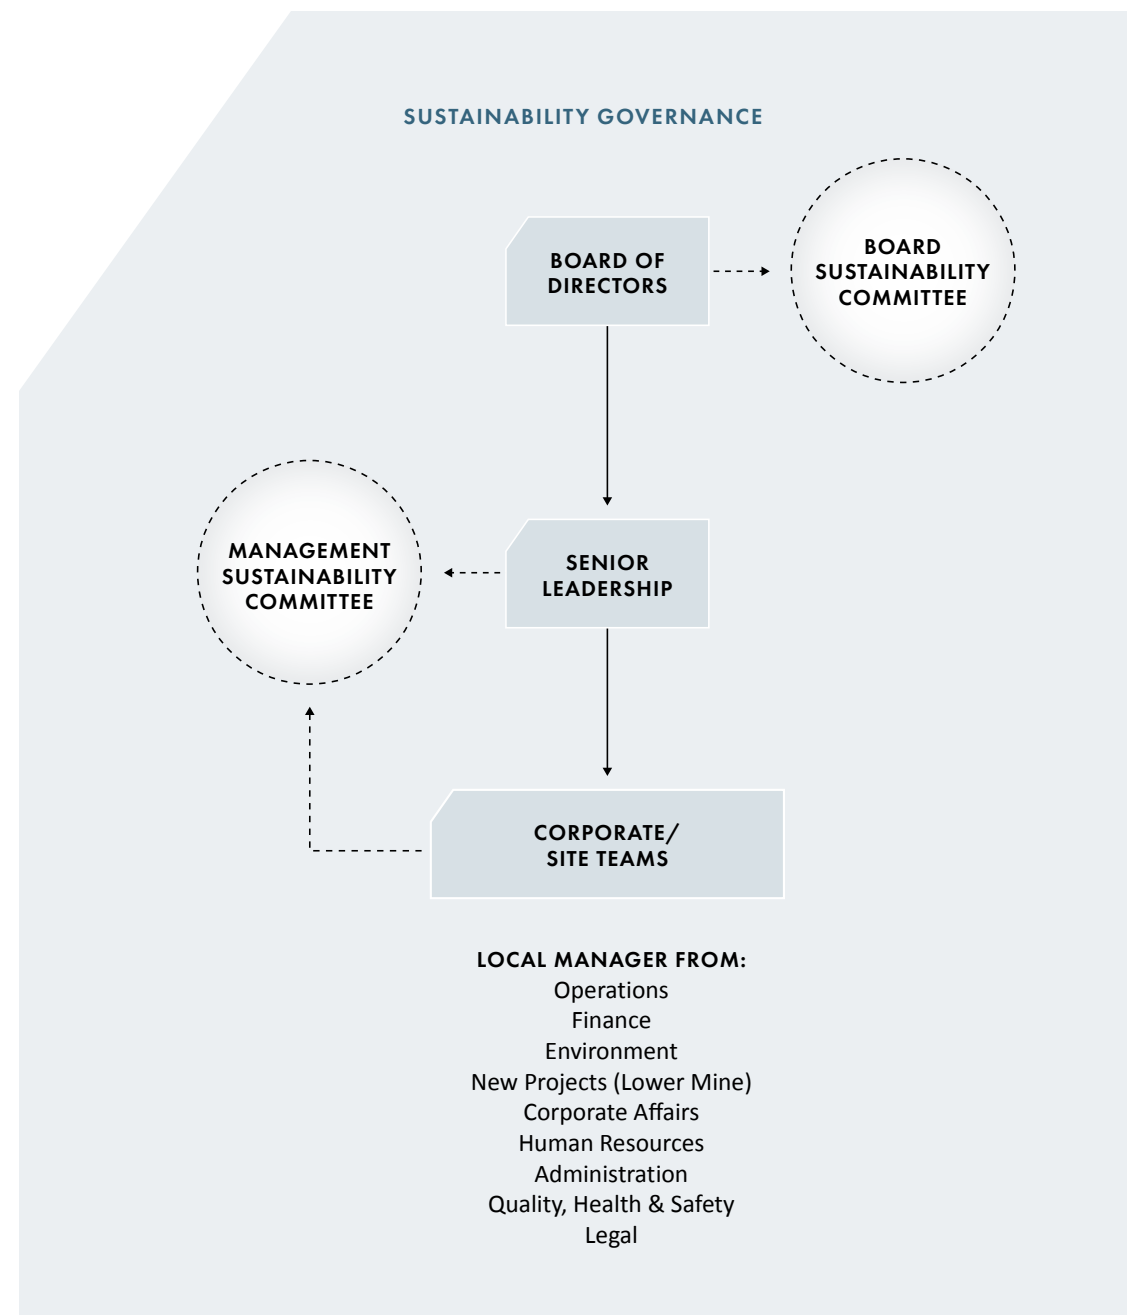 SUSTAINABILITY GOVERNANCE
BOARD OF
DIRECTORS
BOARD
SUSTAINABILITY
COMMITTEE
MANAGEMENT
SUSTAINABILITY
COMMITTEE
SENIOR
LEADERSHIP
CORPORATE/
SITE TEAMS
LOCAL MANAGER FROM:
Operations
Finance
Environment
New Projects (Lower Mine)
Corporate Affairs
Human Resources
Administration
Quality, Health & Safety
Legal